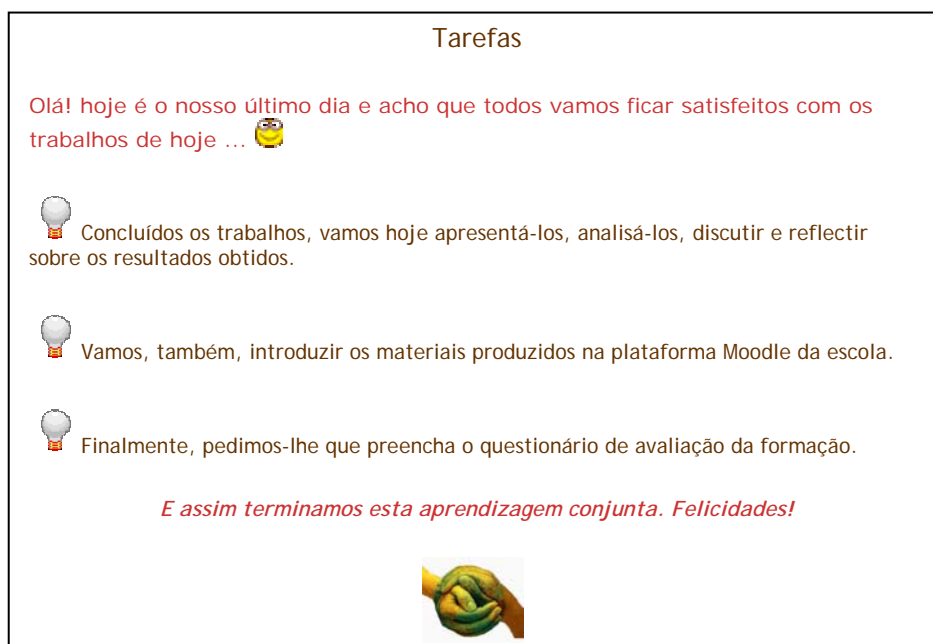 Tarefas
Olá! hoje é o nosso último dia e acho que todos vamos ficar satisfeitos com os
trabalhos de hoje ...
Concluídos os trabalhos, vamos hoje apresentá-los, analisá-los, discutir e reflectir
sobre os resultados obtidos.
Vamos, também, introduzir os materiais produzidos na plataforma Moodle da escola.
Finalmente, pedimos-lhe que preencha o questionário de avaliação da formação.
E assim terminamos esta aprendizagem conjunta. Felicidades!